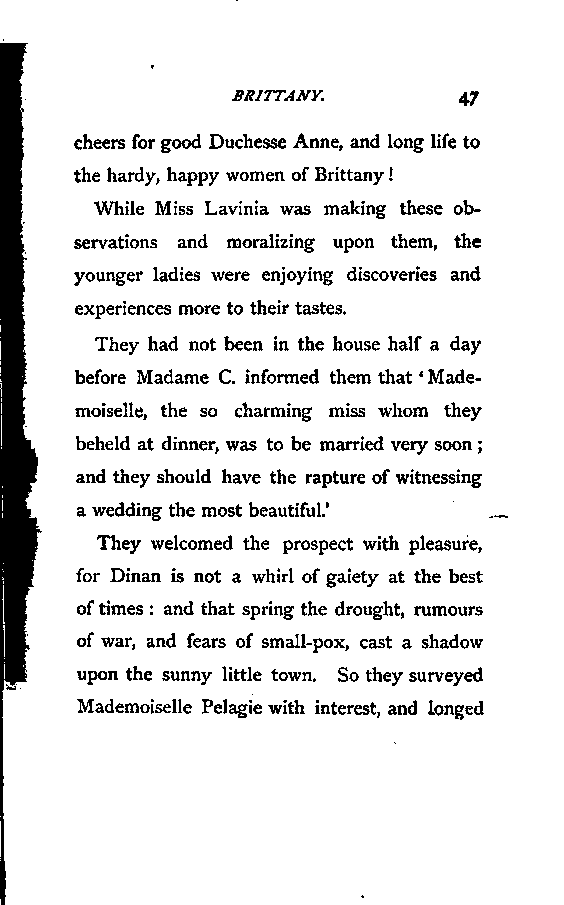 BRITTANY. 47
cheers for good Duchesse Anne, and long life to
the hardy, happy women of Brittany !
While Miss Lavinia was making these ob-
servations and moralizing upon them, the
younger ladies were enjoying discoveries and
experiences more to their tastes.
They had not been in the house half a day
before Madame C. informed them that ‘Made-
moiselle, the so charming miss whom they
beheld at dinner, was to be married very soon ;
and they should have the rapture of witnessing
a wedding the most beautiful.’
They welcomed the prospect with pleasure,
for Dinan is not a whirl of gaiety at the best
of times : and that spring the drought, rumours
of war, and fears of small-pox, cast a shadow
upon the sunny little town. So they surveyed
Mademoiselle Pelagie with interest, and longed